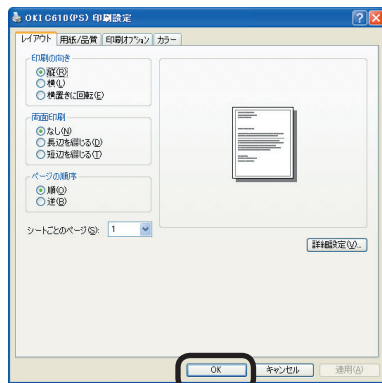 OKI C610(PS) 印刷設定
レイアウト 用紙/品質 印刷オプション カラー
印刷の向き
縦(R)
横(L)
横置きに回転(E)
両面印刷
なし(N)
長辺を綴じる(D)
短辺を綴じる(T)
ページの順序
順(O)
逆(B)
シートごとのページ(S): 1
詳細設定(V)...
OK キャンセル 適用(A)